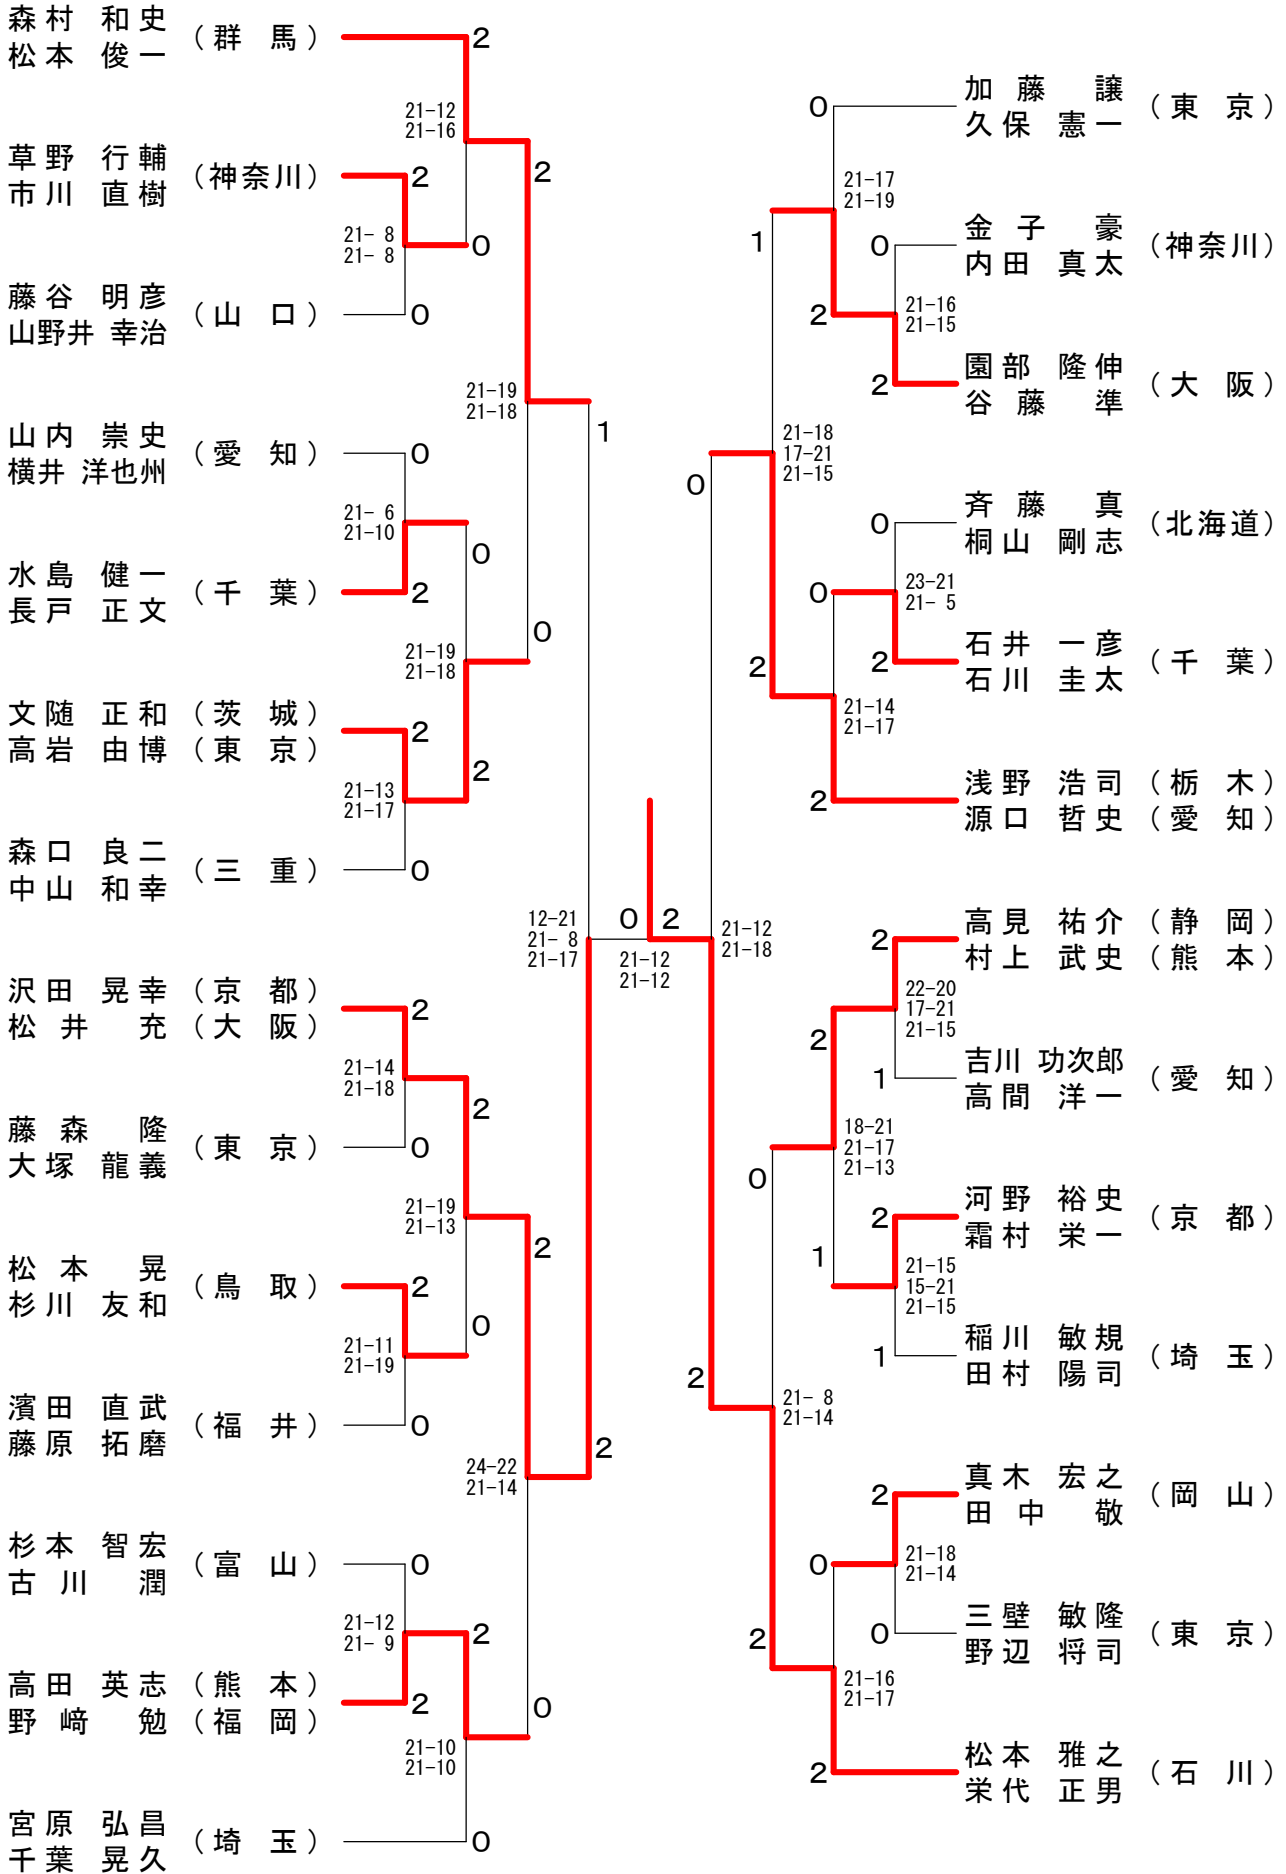 森村 和史
松本 俊一
(群 馬)
2
21-12
21-16
草野 行輔
市川 直樹
(神奈川)
2
2
21- 8
21- 8
0
藤谷 明彦
山野井 幸治
(山 口)
0
21-19
21-18
1
山内 崇史
横井 洋也州
(愛 知)
0
21- 6
21-10
0
水島 健一
長戸 正文
(千 葉)
2
0
21-19
21-18
文随 正和 (茨 城)
高岩 由博 (東 京)
2
2
21-13
21-17
森口 良二
中山 和幸
(三 重)
0
12-21
21- 8
21-17
0
2
21-12
21-12
沢田 晃幸 (京 都)
松井 充 (大 阪)
2
21-14
21-18
2
藤森 隆
大塚 龍義
(東 京)
0
21-19
21-13
2
松本 晃
杉川 友和
(鳥 取)
2
0
21-11
21-19
濱田 直武
藤原 拓磨
(福 井)
0
2
24-22
21-14
杉本 智宏
古川 潤
(富 山)
0
21-12
21- 9
2
高田 英志 (熊 本)
野﨑 勉 (福 岡)
2
0
21-10
21-10
宮原 弘昌
千葉 晃久
(埼 玉)
0
0
加藤 譲
久保 憲一
(東 京)
21-17
21-19
1
0
金子 豪
内田 真太
(神奈川)
2
21-16
21-15
2
園部 隆伸
谷藤 準
(大 阪)
21-18
17-21
21-15
0
0
斉藤 真
桐山 剛志
(北海道)
0
23-21
21- 5
2
2
石井 一彦
石川 圭太
(千 葉)
21-14
21-17
2
浅野 浩司 (栃 木)
源口 哲史 (愛 知)
21-12
21-18
2
高見 祐介 (静 岡)
村上 武史 (熊 本)
22-20
17-21
21-15
2
1
吉川 功次郎
高間 洋一
(愛 知)
18-21
21-17
21-13
0
2
河野 裕史
霜村 栄一
(京 都)
1
21-15
15-21
21-15
1
稲川 敏規
田村 陽司
(埼 玉)
2
21- 8
21-14
2
真木 宏之
田中 敬
(岡 山)
0
21-18
21-14
2
0
三壁 敏隆
野辺 将司
(東 京)
21-16
21-17
2
松本 雅之
栄代 正男
(石 川)